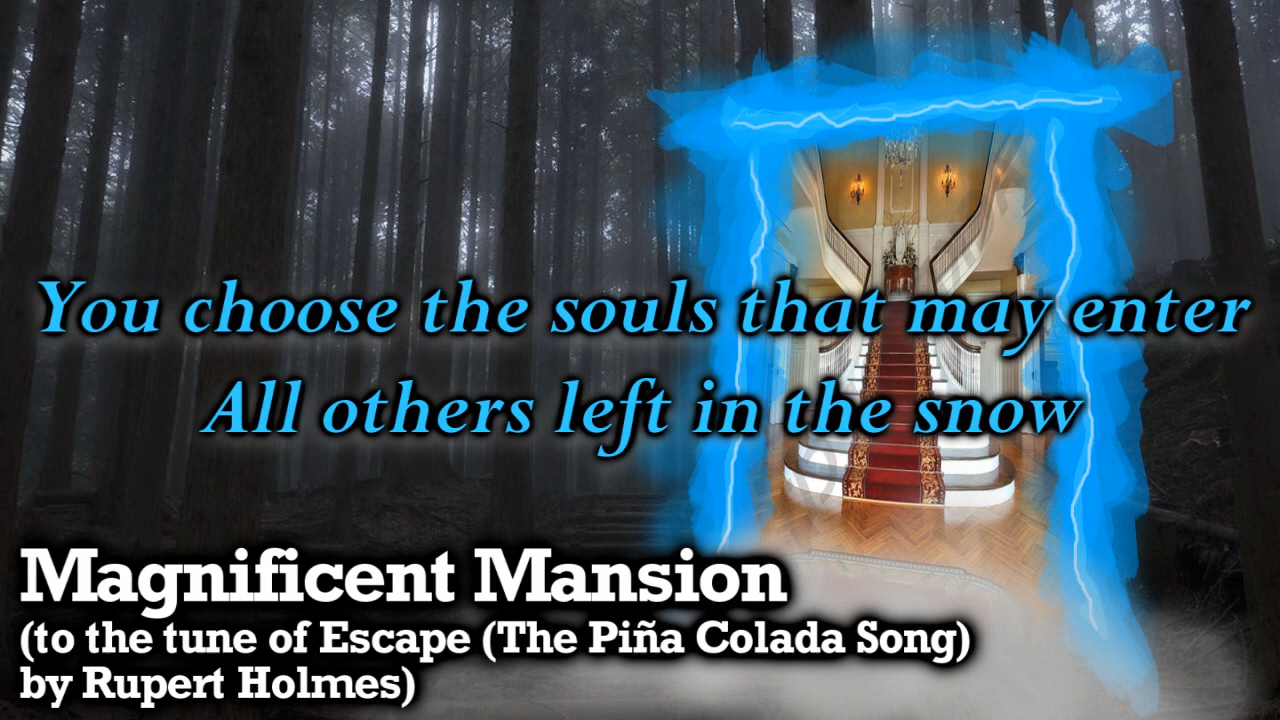 You choose the souls that may enter
All others left in the snow
Magnificent Mansion
(to the tune of Escape (The Piña Colada Song)
by Rupert Holmes)